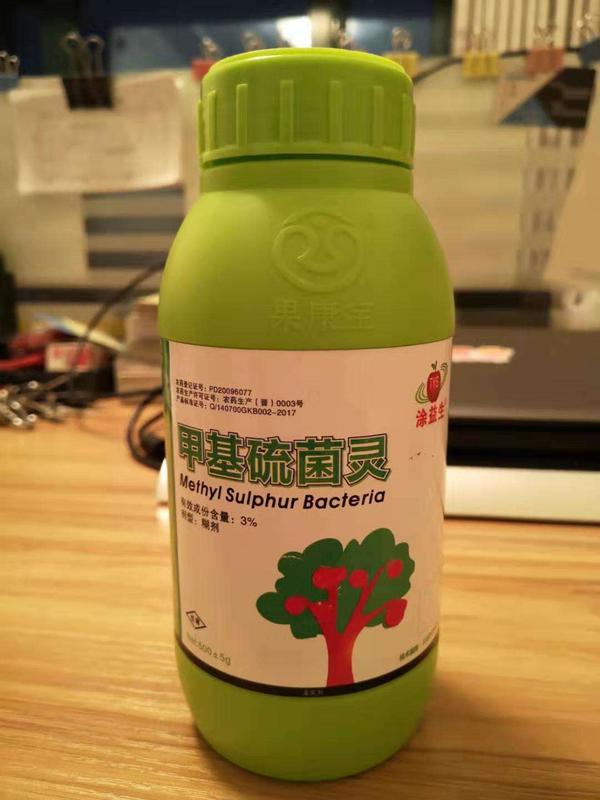 果康宝
农药登记证号：PD20096077
农药生产许可证号：农药生产（晋）0003号
产品标准证号：Q/140700GKB002-2017
TYS
涂益生
甲基硫菌灵
Methyl Sulphur Bacteria
有效成份含量：3%
剂型：糊剂
Net:500±5g